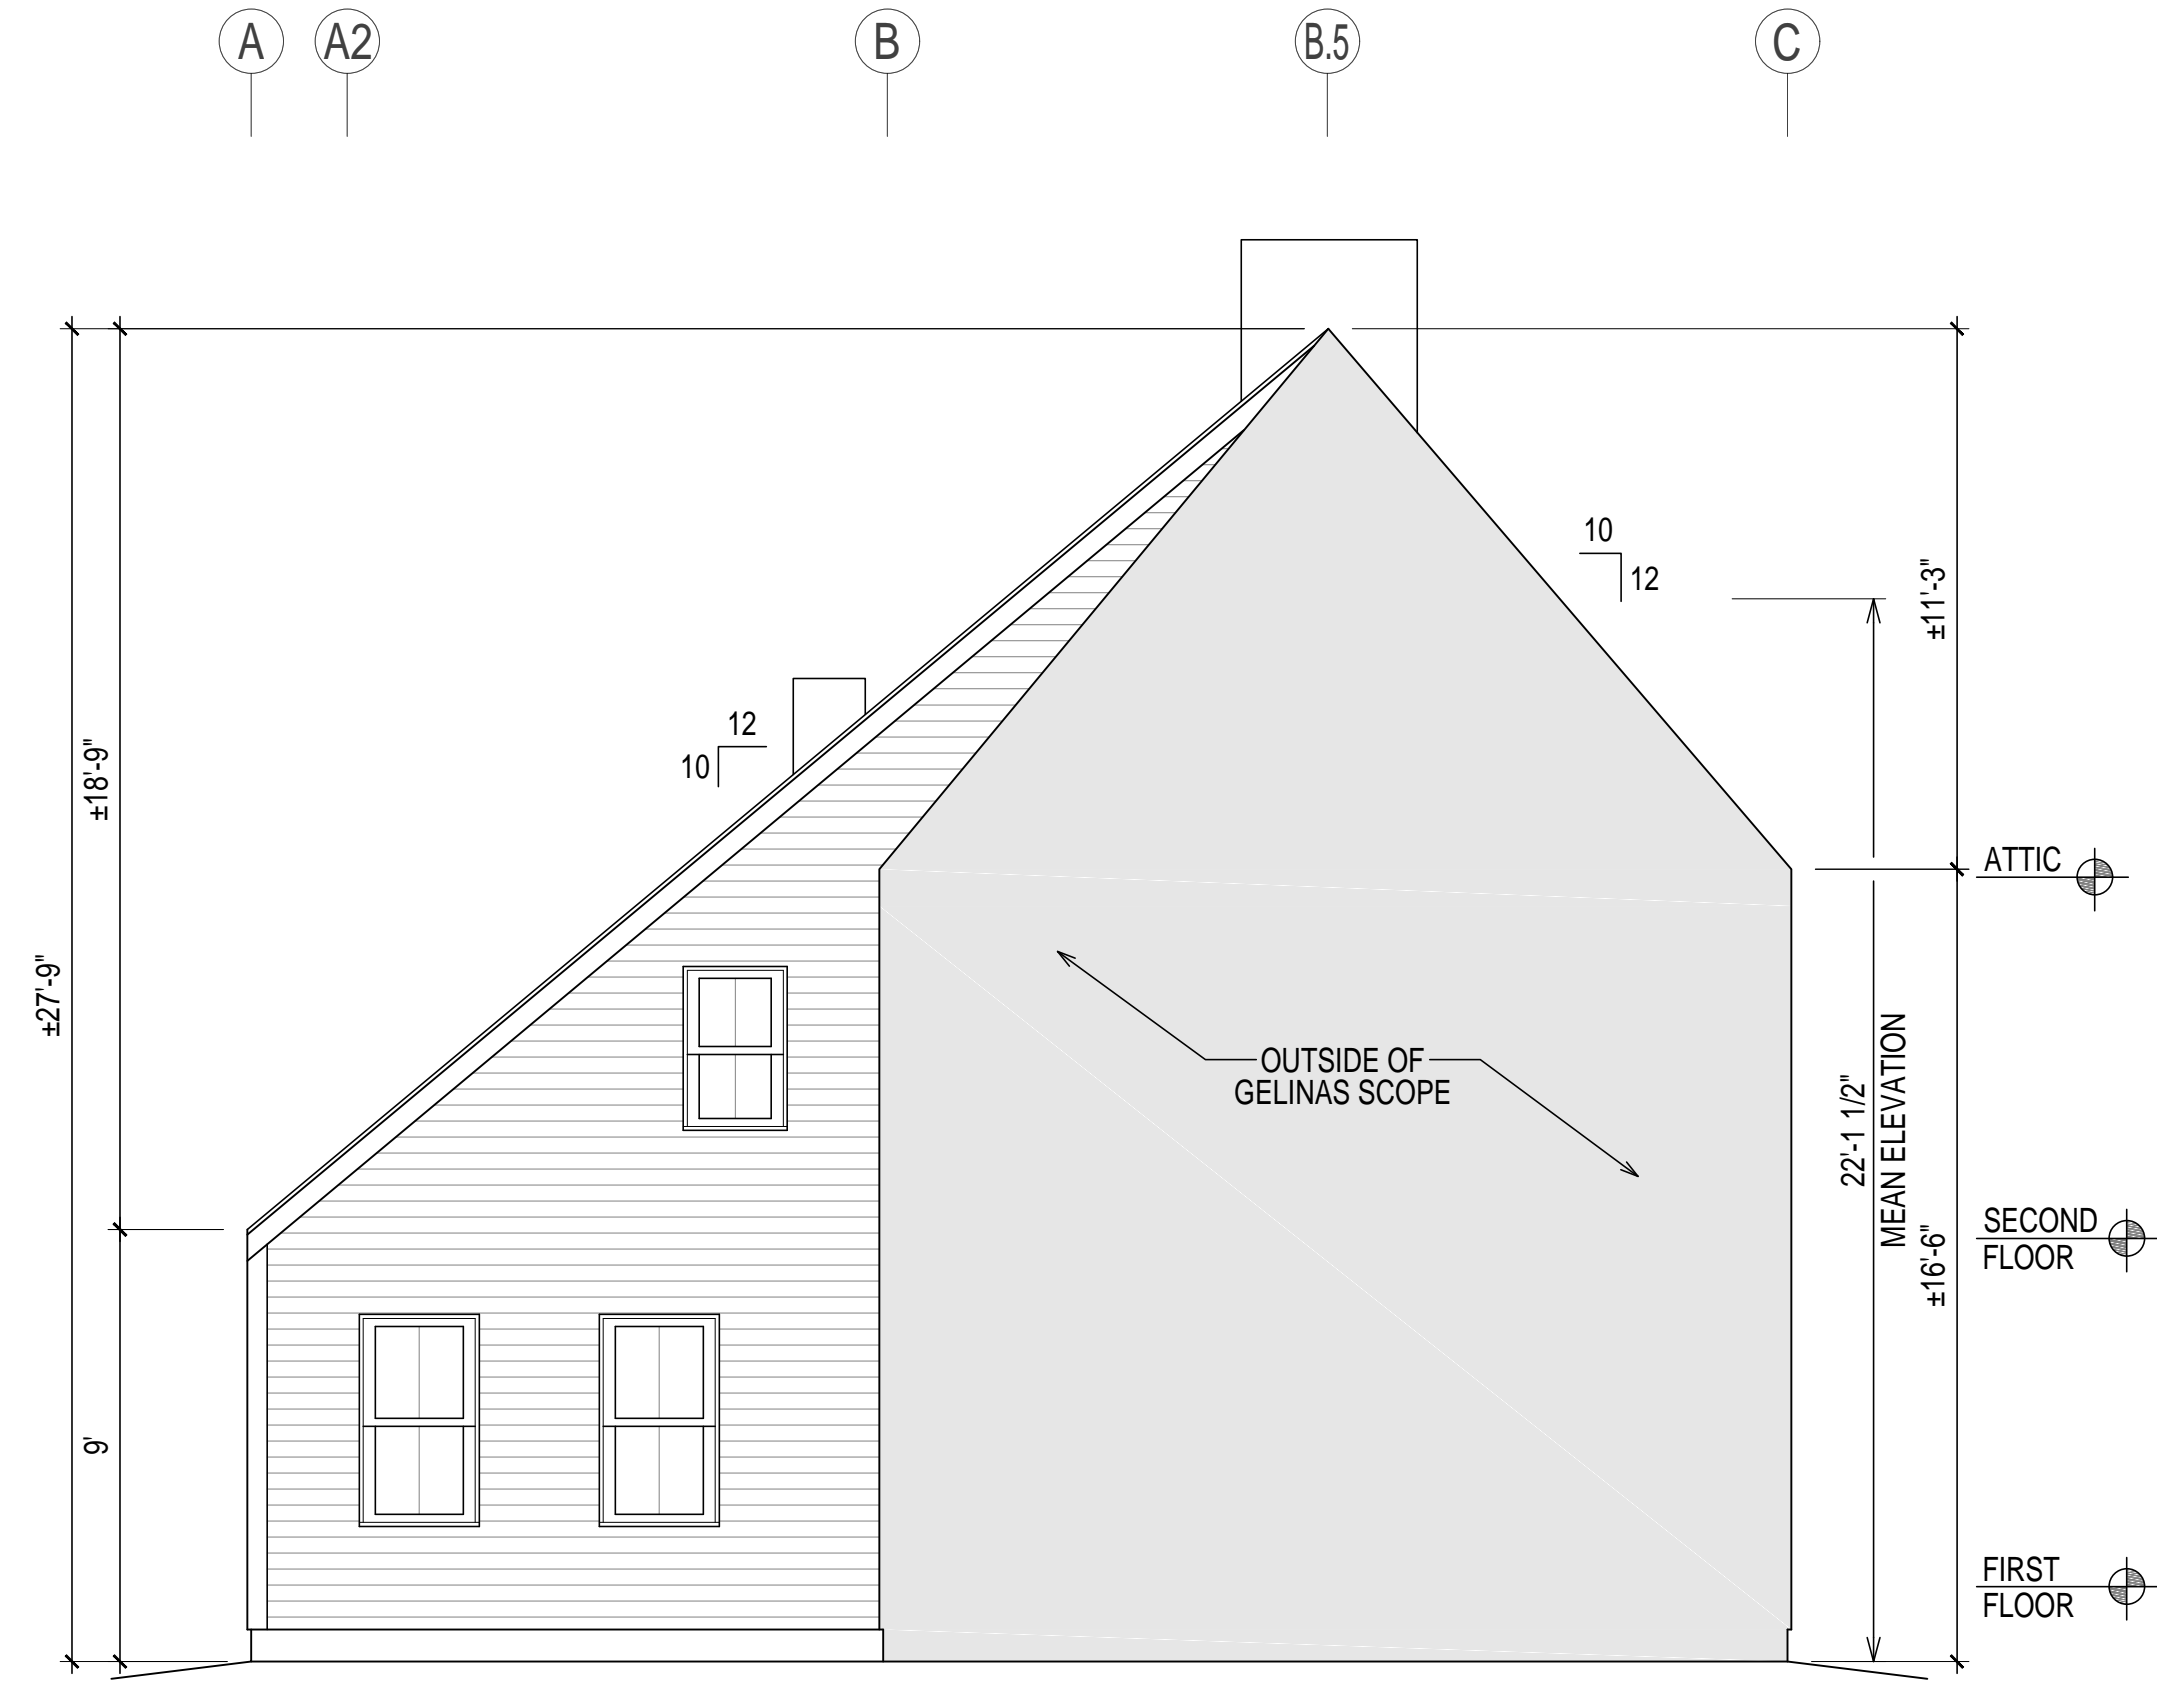 A
A2
B
B.5
C
10
12
±11'-3"
12
10
±18'-9"
ATTIC
±27'-9"
OUTSIDE OF
GELINAS SCOPE
22'-1 1/2"
MEAN ELEVATION
SECOND
FLOOR
±16'-6"
9'
FIRST
FLOOR